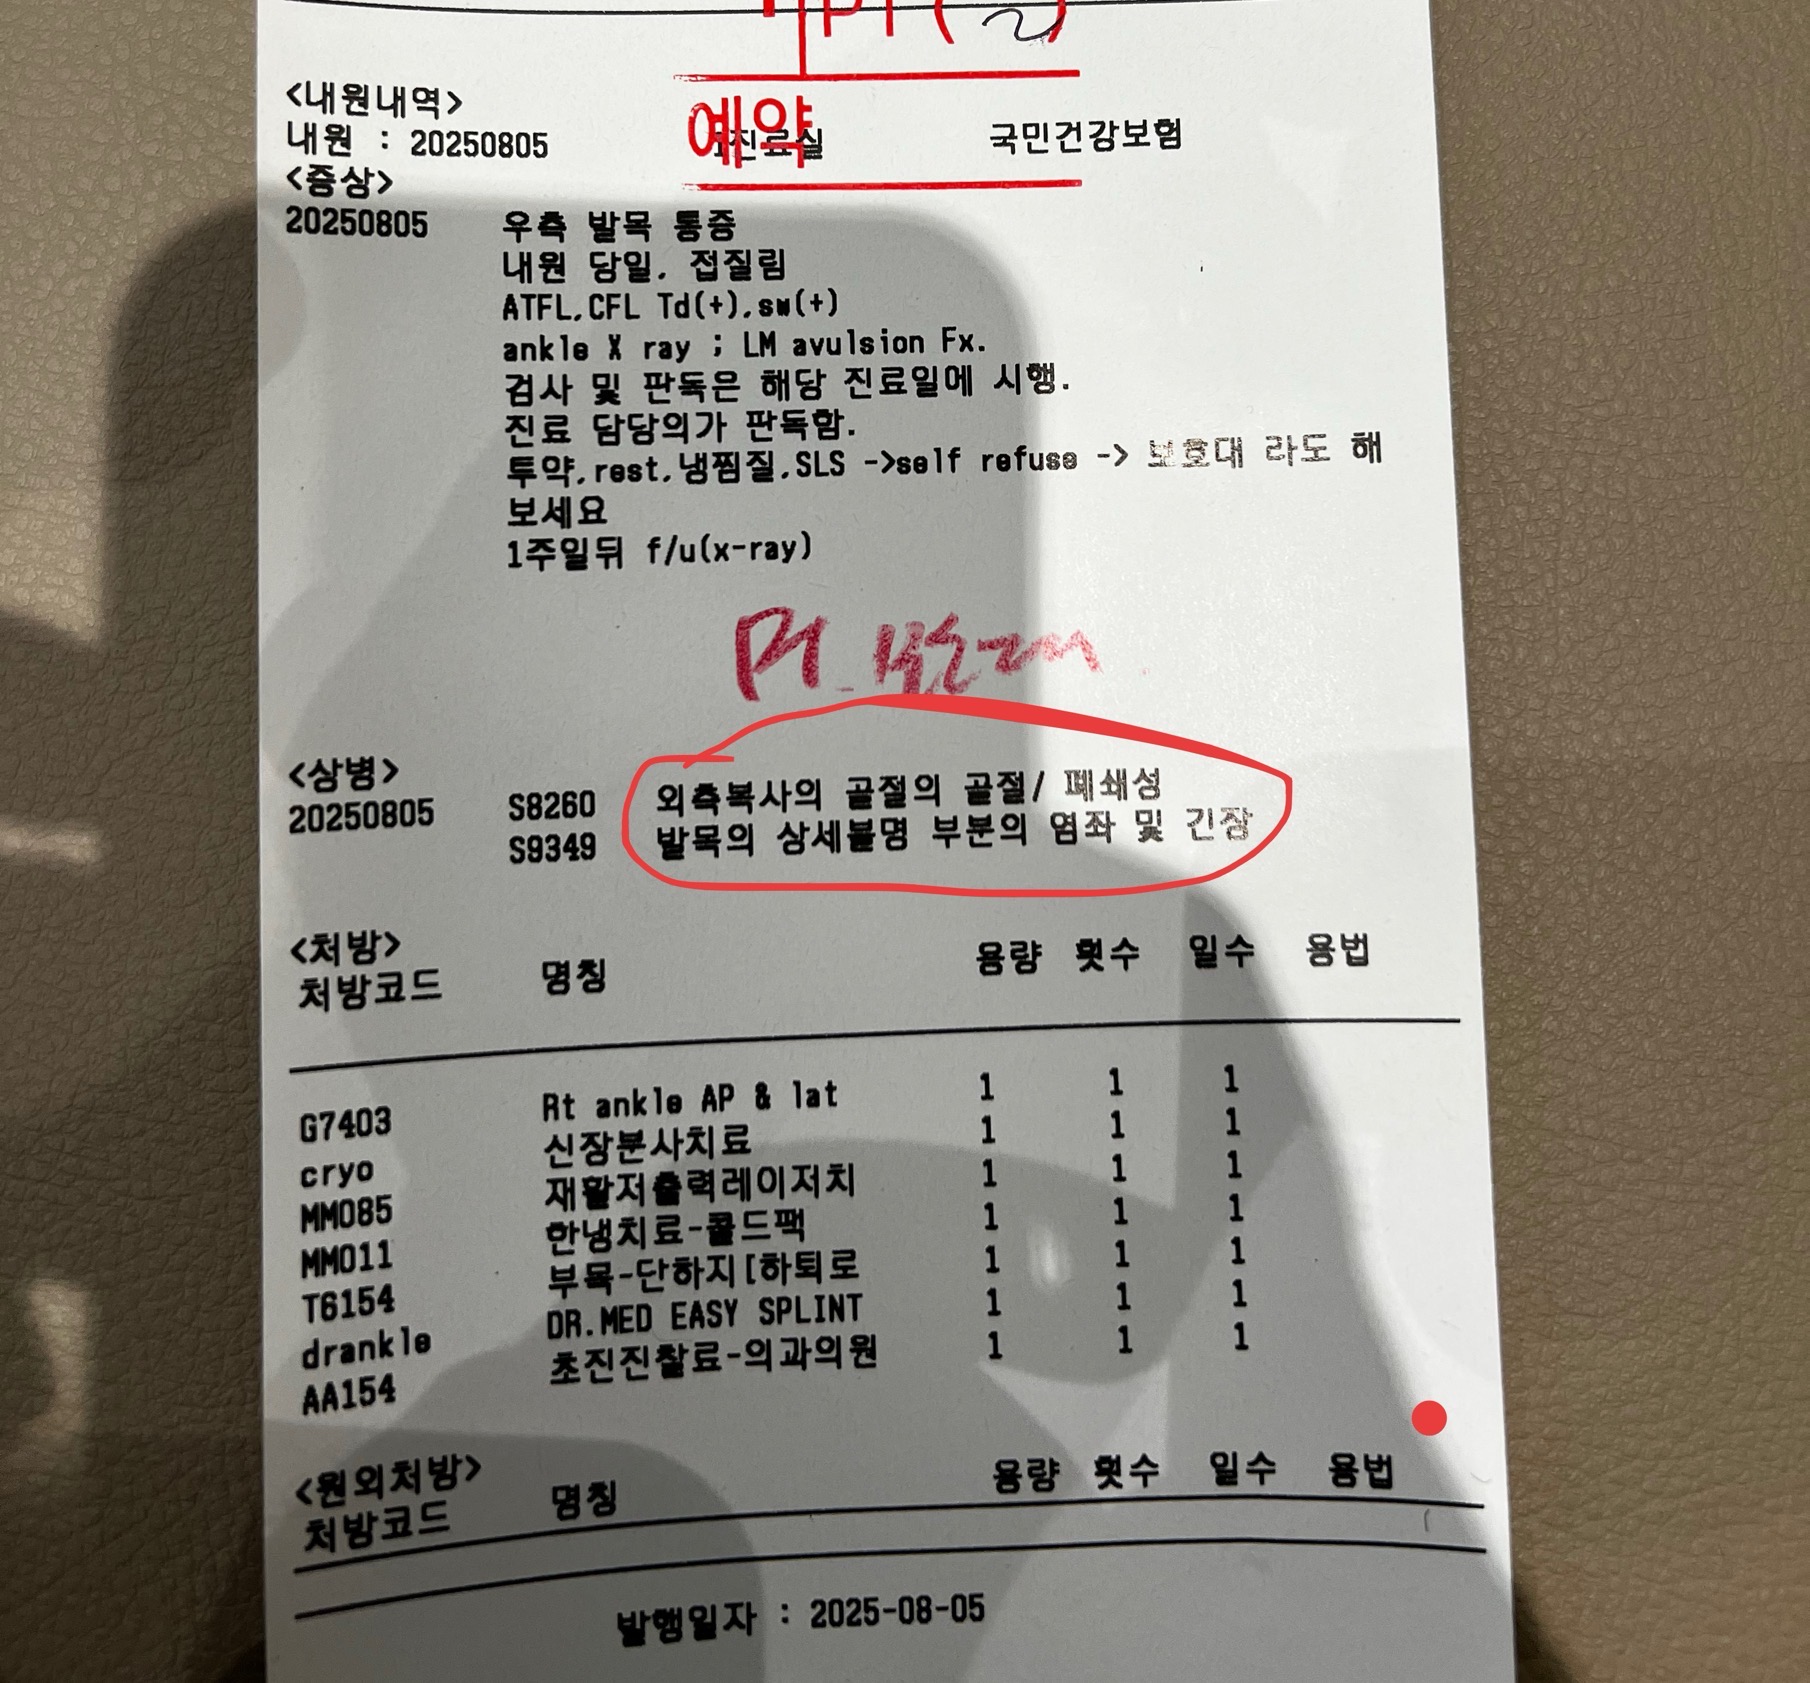 예약
<내원내역>
내원 : 20250805 1진료실 국민건강보험
<증상>
20250805 우측 발목 통증
내원 당일, 접질림
ATFL,CFL Td(+),sw(+)
ankle X ray ; LM avulsion Fx.
검사 및 판독은 해당 진료일에 시행.
진료 담당의가 판독함.
투약,rest,냉찜질,SLS ->self refuse -> 보호대 라도 해
보세요
1주일뒤 f/u(x-ray)
<상병>
20250805 S8260 외측복사의 골절의 골절/ 폐쇄성
S9349 발목의 상세불명 부분의 염좌 및 긴장
<처방>
처방코드 명칭 용량 횟수 일수 용법
G7403 Rt ankle AP & lat 1 1 1
cryo 신장분사치료 1 1 1
MM085 재활저출력레이저치 1 1 1
MM011 한냉치료-콜드팩 1 1 1
T6154 부목-단하지[하퇴로 1 1 1
drankle DR.MED EASY SPLINT 1 1 1
AA154 초진진찰료-의과의원 1 1 1
<원외처방>
처방코드 명칭 용량 횟수 일수 용법
발행일자 : 2025-08-05